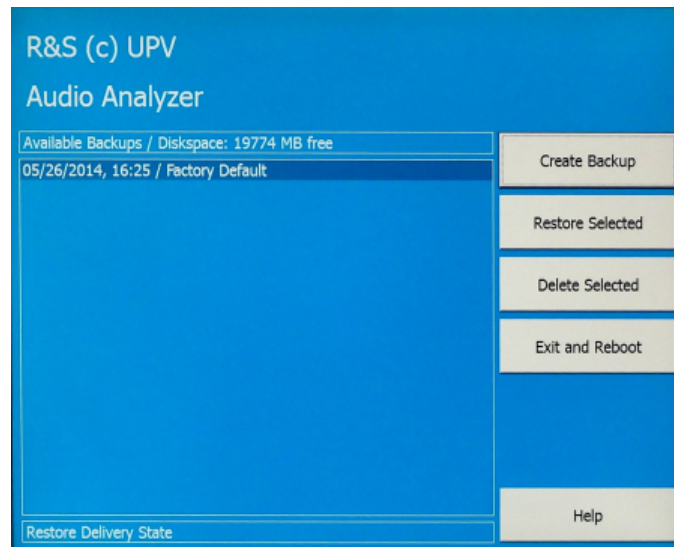 R&S (c) UPV
Audio Analyzer
Available Backups / Diskspace: 19774 MB free
05/26/2014, 16:25 / Factory Default
Create Backup
Restore Selected
Delete Selected
Exit and Reboot
Help
Restore Delivery State